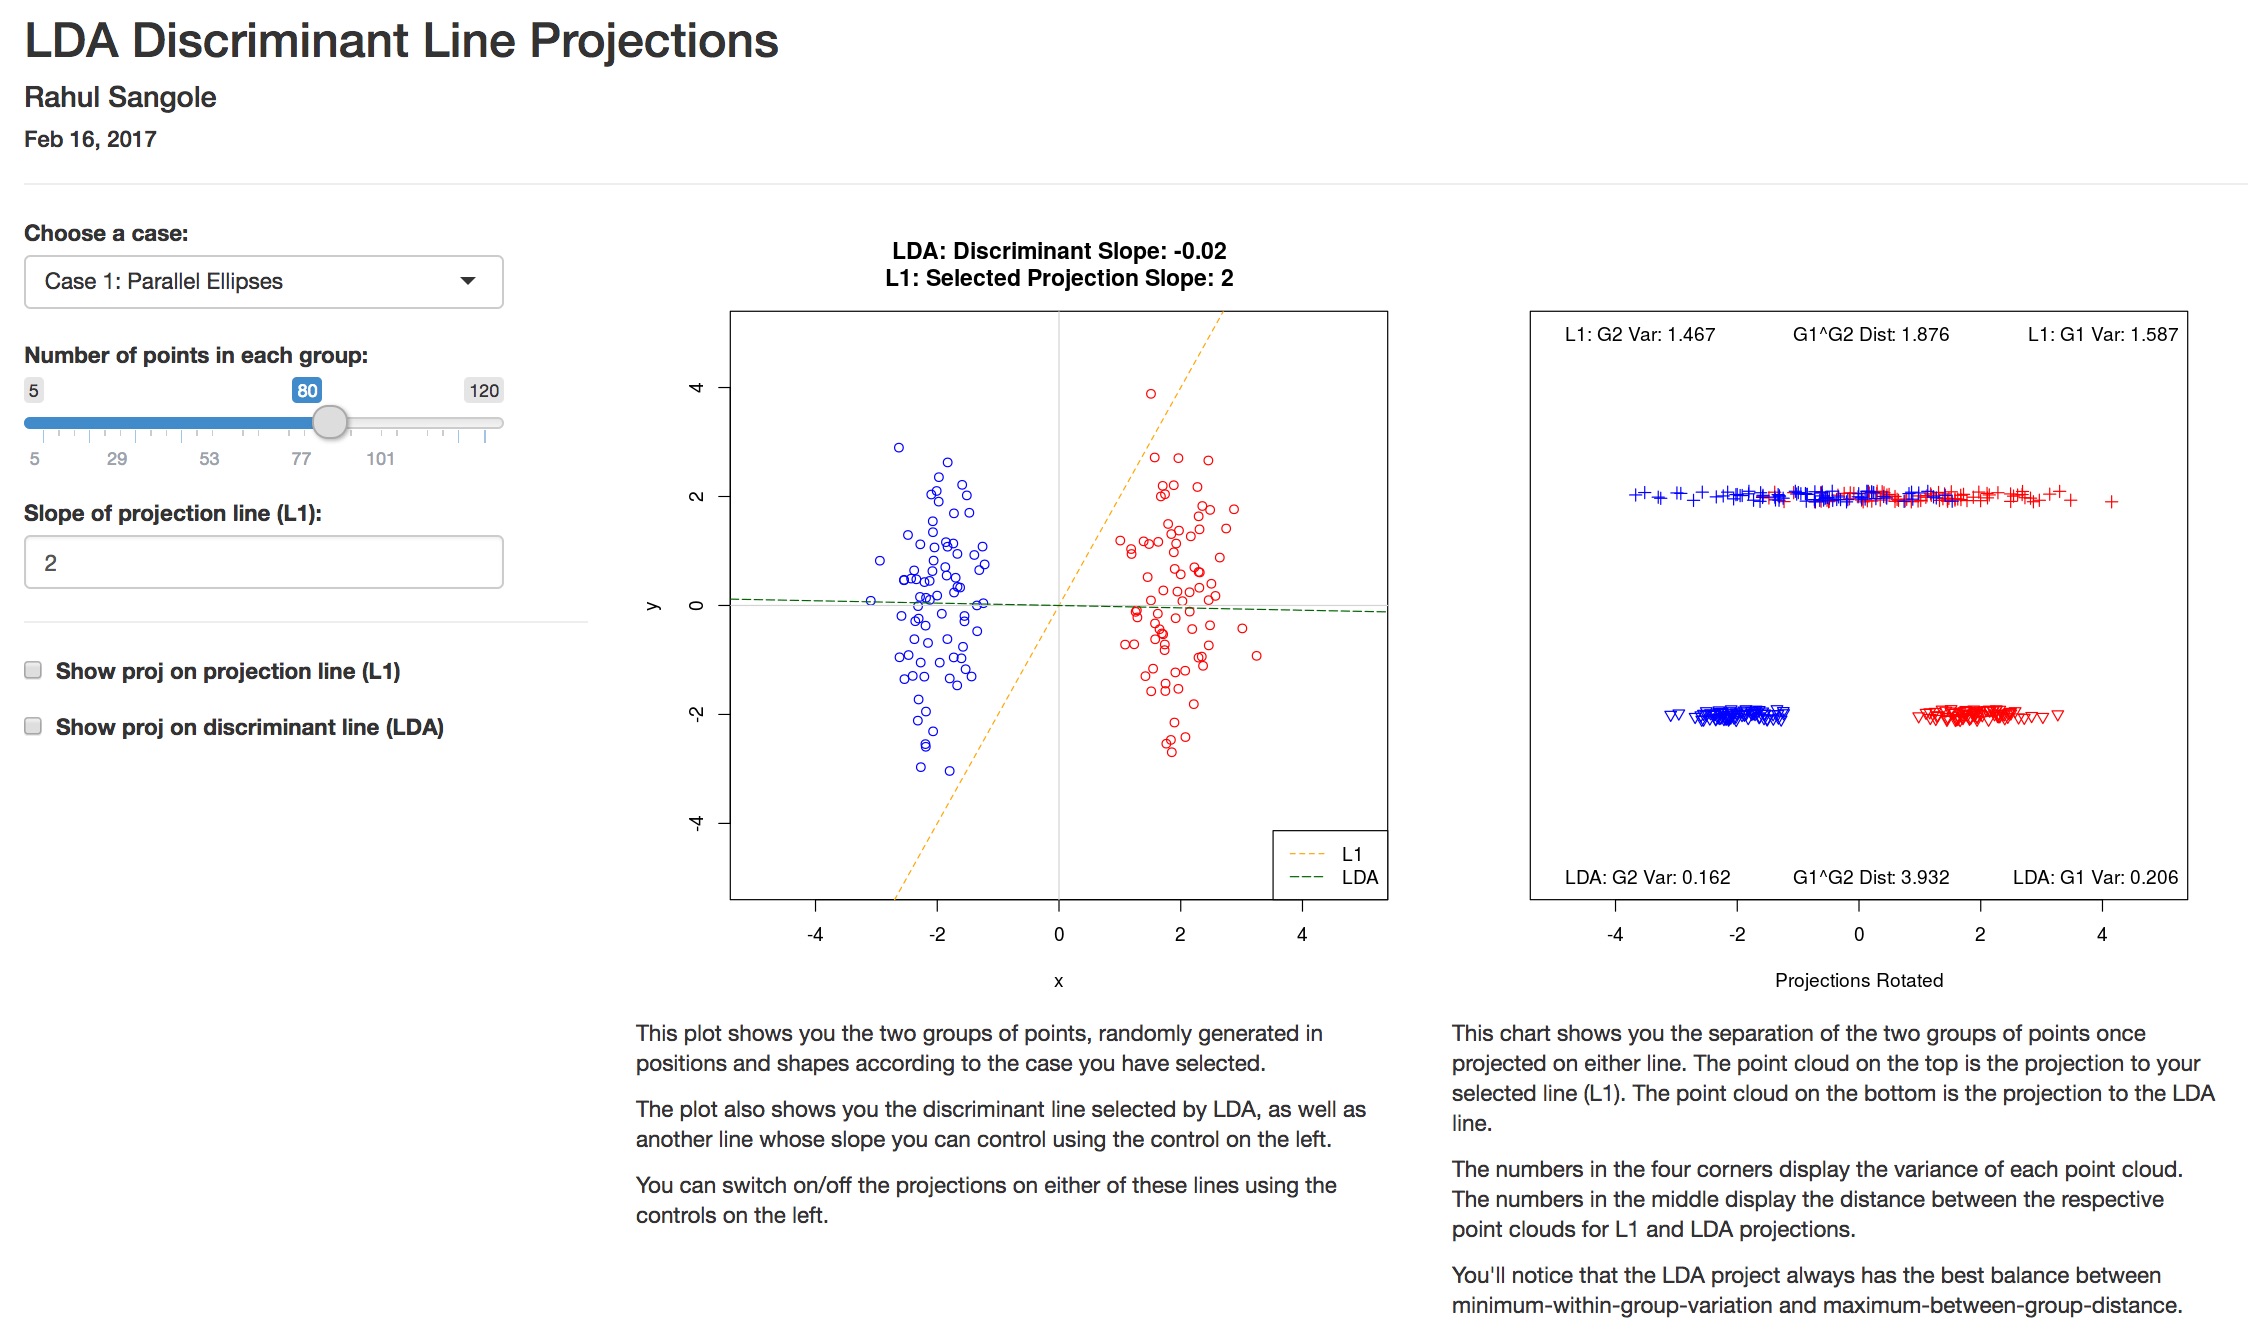 LDA Discriminant Line Projections
Rahul Sangole
Feb 16, 2017
Choose a case:
Case 1: Parallel Ellipses
Number of points in each group:
5 80 120
5 29 53 77 101
Slope of projection line (L1):
2
Show proj on projection line (L1)
Show proj on discriminant line (LDA)
LDA: Discriminant Slope: -0.02
L1: Selected Projection Slope: 2
4
2
0
-2
-4
y
L1
LDA
-4 -2 0 2 4
x
This plot shows you the two groups of points, randomly generated in
positions and shapes according to the case you have selected.
The plot also shows you the discriminant line selected by LDA, as well as
another line whose slope you can control using the control on the left.
You can switch on/off the projections on either of these lines using the
controls on the left.
L1: G2 Var: 1.467 G1^G2 Dist: 1.876 L1: G1 Var: 1.587
LDA: G2 Var: 0.162 G1^G2 Dist: 3.932 LDA: G1 Var: 0.206
-4 -2 0 2 4
Projections Rotated
This chart shows you the separation of the two groups of points once
projected on either line. The point cloud on the top is the projection to your
selected line (L1). The point cloud on the bottom is the projection to the LDA
line.
The numbers in the four corners display the variance of each point cloud.
The numbers in the middle display the distance between the respective
point clouds for L1 and LDA projections.
You'll notice that the LDA project always has the best balance between
minimum-within-group-variation and maximum-between-group-distance.